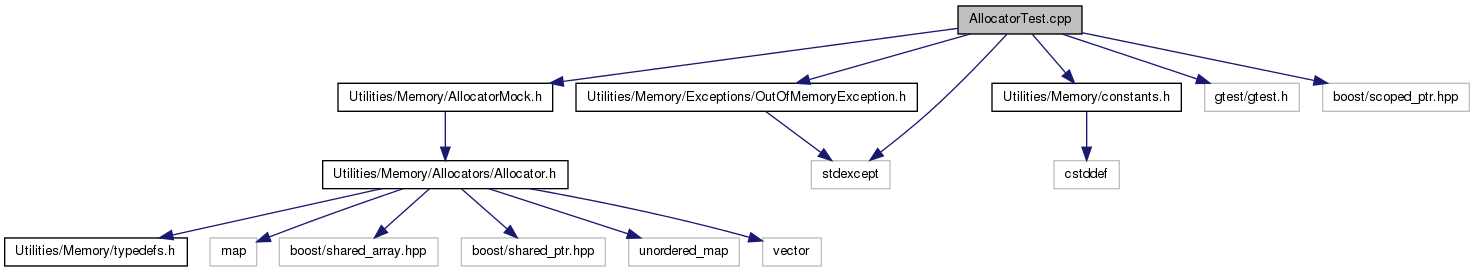 AllocatorTest.cpp
Utilities/Memory/AllocatorMock.h
Utilities/Memory/Exceptions/OutOfMemoryException.h
Utilities/Memory/constants.h
gtest/gtest.h
boost/scoped_ptr.hpp
Utilities/Memory/Allocators/Allocator.h
stdexcept
cstddef
Utilities/Memory/typedefs.h
map
boost/shared_array.hpp
boost/shared_ptr.hpp
unordered_map
vector